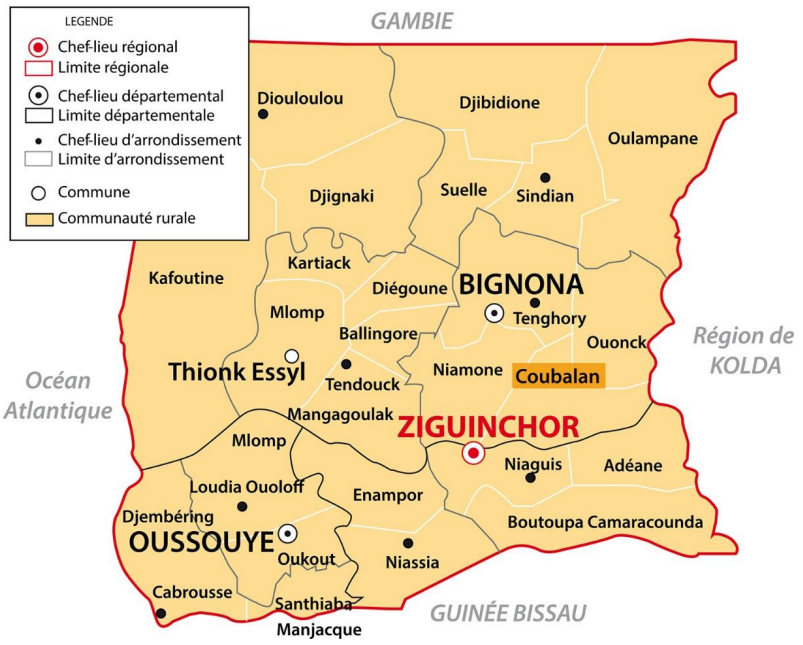 GAMBIE
LEGENDE
Chef-lieu régional
Limite régionale
Chef-lieu départemental
Limite départementale
Chef-lieu d'arrondissement
Limite d'arrondissement
Commune
Communauté rurale
Diouloulou
Djibidione
Oulampane
Djignaki
Suelle
Sindian
Kafoutine
Kartiack
Diégoune
BIGNONA
Mlomp
Tenghory
Ballingore
Ouonck
Région de
KOLDA
Thionk Essyl
Tendouck
Niamone
Coubalan
Océan
Atlantique
Mangagoulak
ZIGUINCHOR
Mlomp
Niaguis
Adéane
Loudia Ouoloff
Enampor
Djembéring
Boutoupa Camaracounda
OUSSOUYE
Oukout
Niassia
Cabrousse
Santhiaba
Manjacque
GUINÉE BISSAU